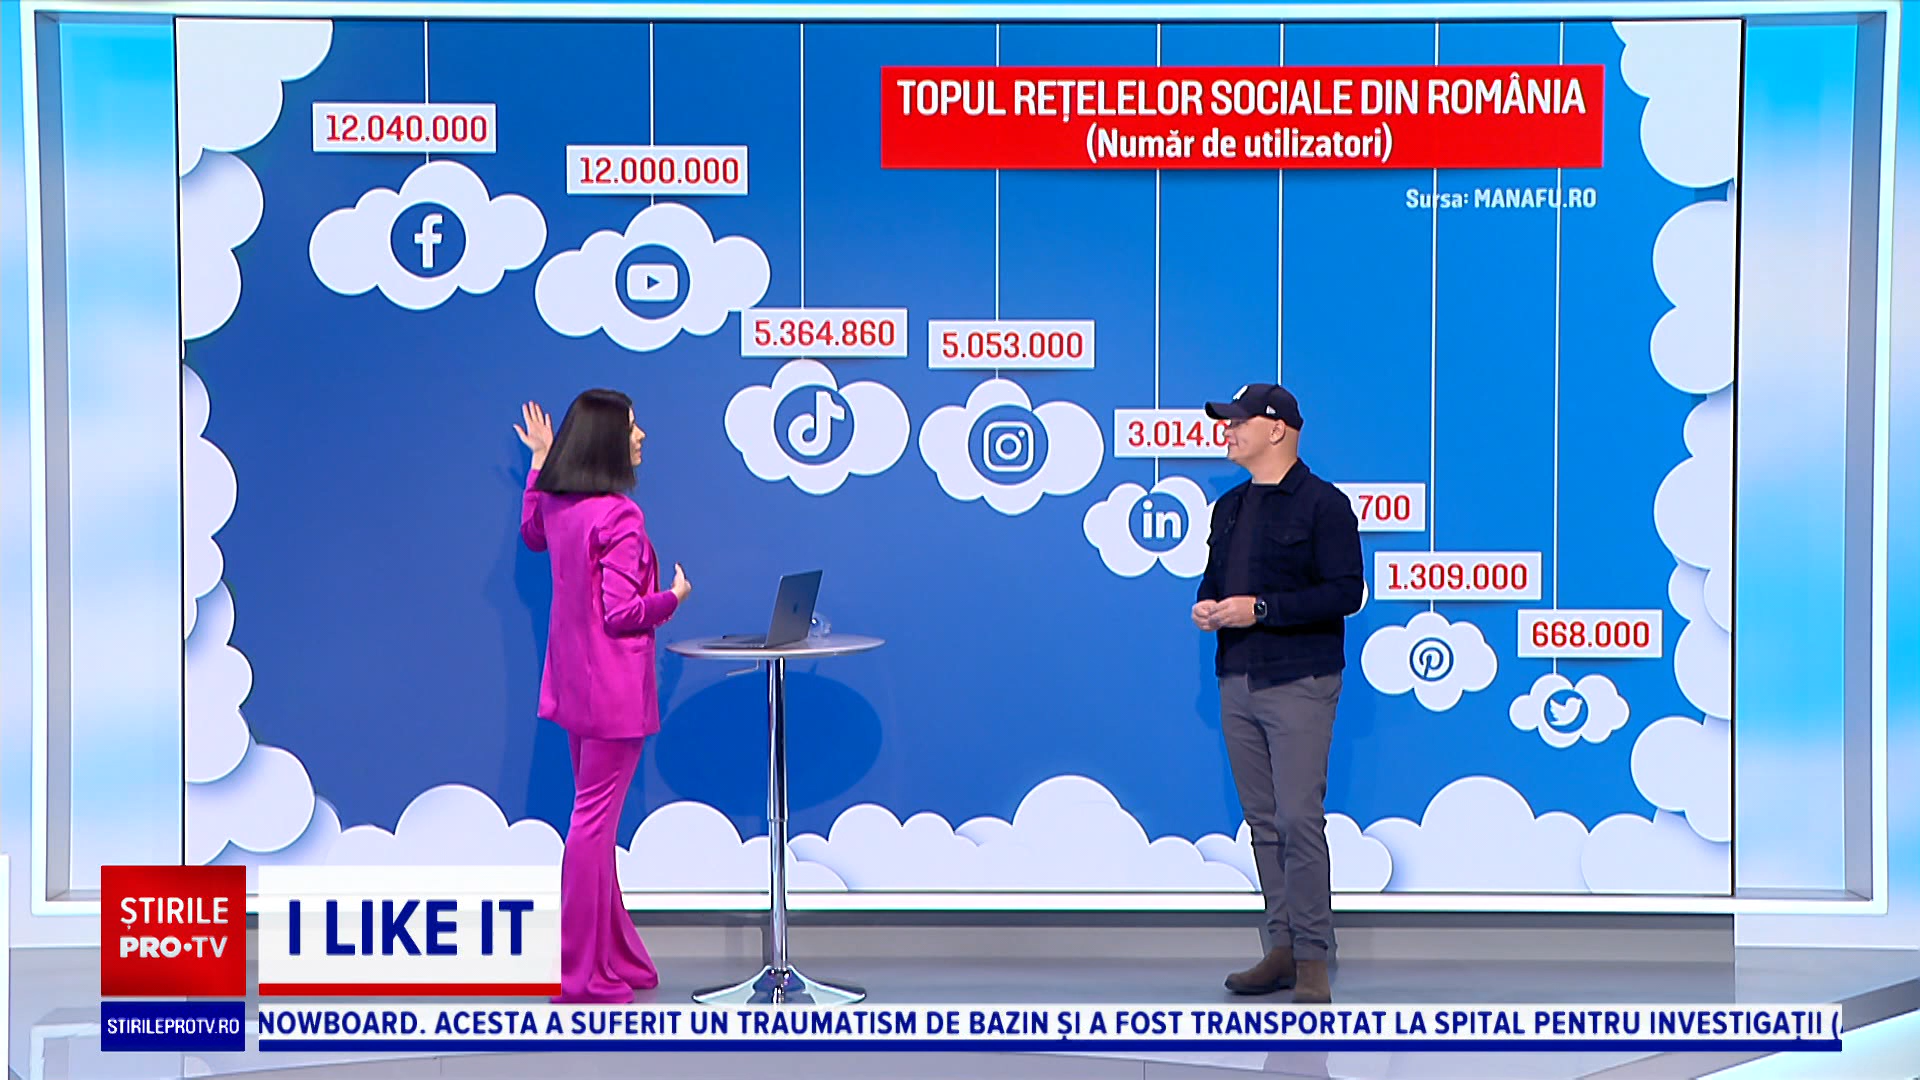 TOPUL REȚELELOR SOCIALE DIN ROMÂNIA
(Număr de utilizatori)
Sursa: MANAFU.RO
12.040.000
12.000.000
5.364.860
5.053.000
3.014.0
700
1.309.000
668.000
in
ȘTIRILE
PRO•TV
I LIKE IT
STIRILEPROTV.RO
NOWBOARD. ACESTA A SUFERIT UN TRAUMATISM DE BAZIN ȘI A FOST TRANSPORTAT LA SPITAL PENTRU INVESTIGAȚII (